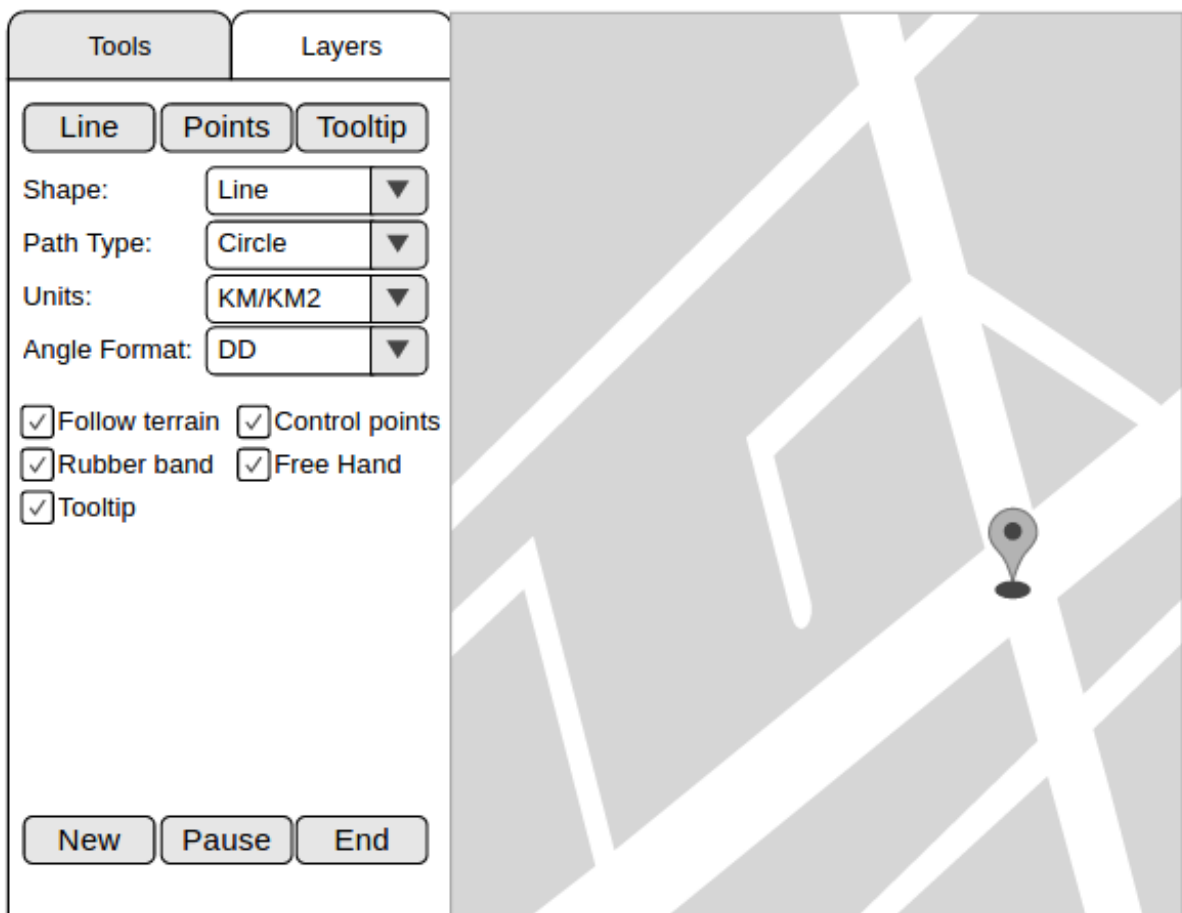 Tools Layers
Line Points Tooltip
Shape: Line
Path Type: Circle
Units: KM/KM2
Angle Format: DD
Follow terrain Control points
Rubber band Free Hand
Tooltip
New Pause End